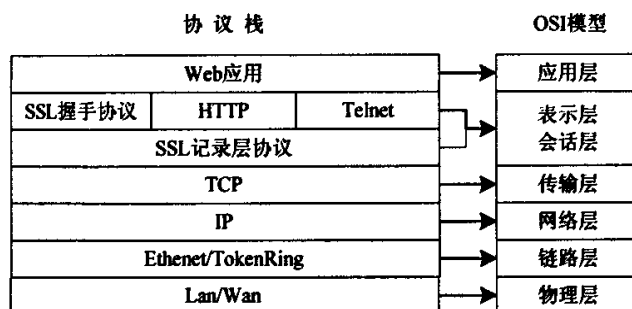 协 议 栈 OSI模型
Web应用 应用层
SSL握手协议 HTTP Telnet 表示层
SSL记录层协议 会话层
TCP 传输层
IP 网络层
Ethenet/TokenRing 链路层
Lan/Wan 物理层